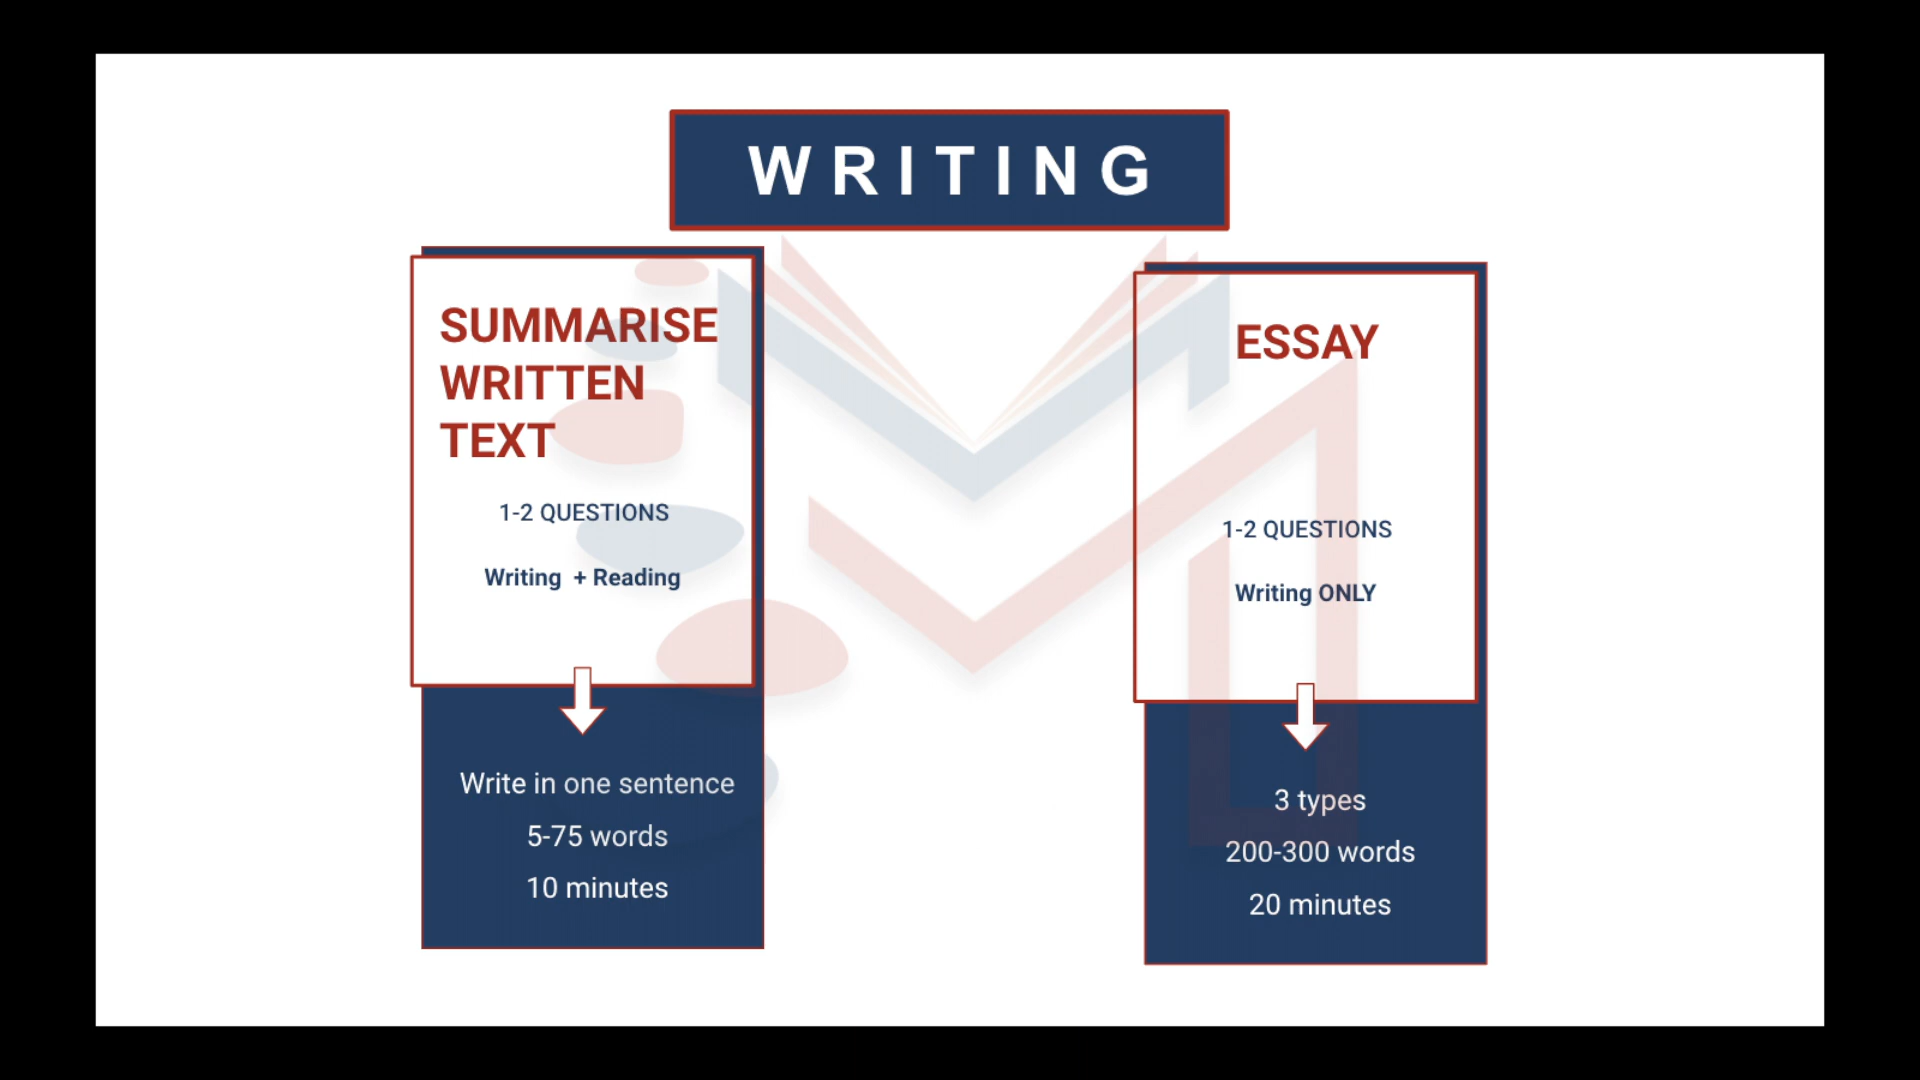 WRITING
SUMMARISE
WRITTEN
TEXT
1-2 QUESTIONS
Writing + Reading
Write in one sentence
5-75 words
10 minutes
ESSAY
1-2 QUESTIONS
Writing ONLY
3 types
200-300 words
20 minutes